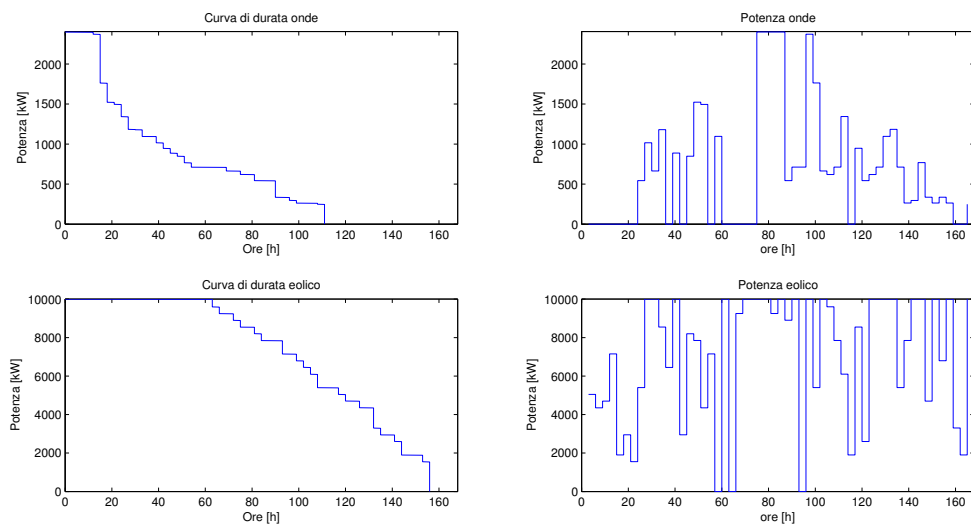 Curva di durata onde
Potenza [kW]
2000
1500
1000
500
0
0 20 40 60 80 100 120 140 160
Ore [h]
Potenza onde
Potenza [kW]
2000
1500
1000
500
0
0 20 40 60 80 100 120 140 160
ore [h]
Curva di durata eolico
Potenza [kW]
10000
8000
6000
4000
2000
0
0 20 40 60 80 100 120 140 160
Ore [h]
Potenza eolico
Potenza [kW]
10000
8000
6000
4000
2000
0
0 20 40 60 80 100 120 140 160
ore [h]